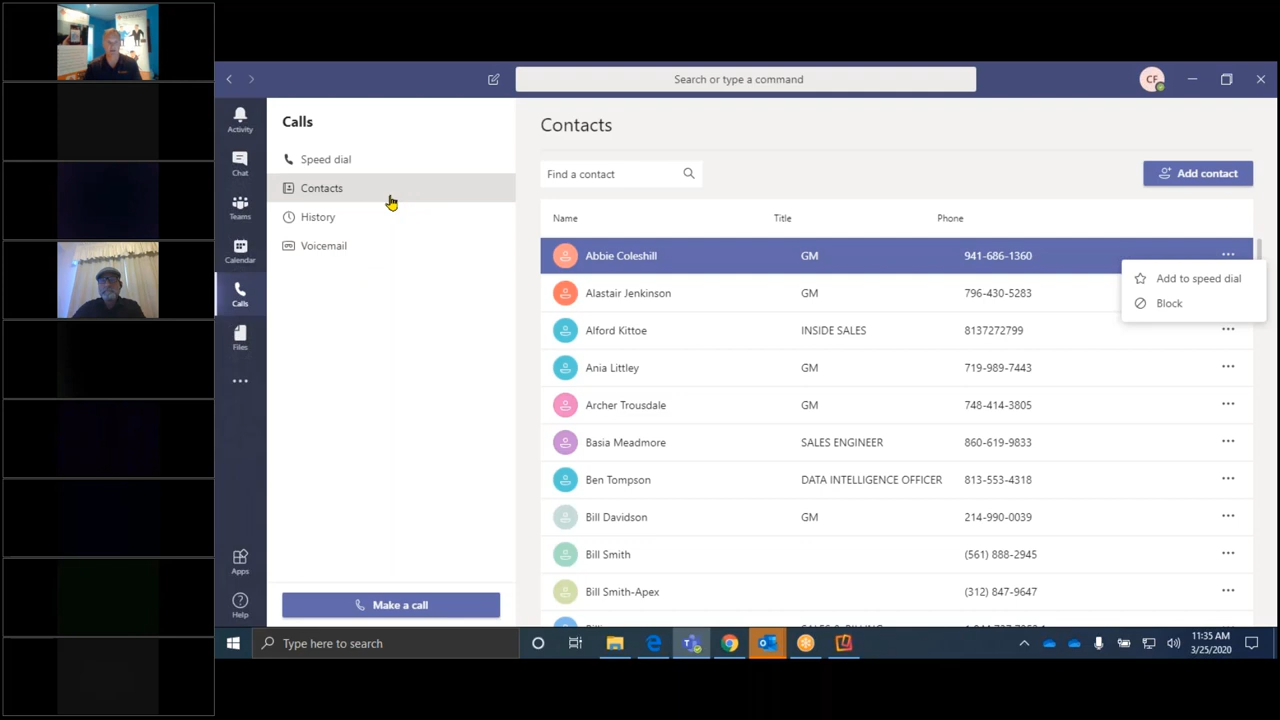 Search or type a command
CF
Activity
Chat
Teams
Calendar
Calls
Files
Apps
Help
Calls
Speed dial
Contacts
History
Voicemail
Make a call
Contacts
Find a contact
Add contact
Name Title Phone
Abbie Coleshill GM 941-686-1360
Add to speed dial
Block
Alastair Jenkinson GM 796-430-5283
Alford Kittoe INSIDE SALES 8137272799
Ania Littley GM 719-989-7443
Archer Trousdale GM 748-414-3805
Basia Meadmore SALES ENGINEER 860-619-9833
Ben Tompson DATA INTELLIGENCE OFFICER 813-553-4318
Bill Davidson GM 214-990-0039
Bill Smith (561) 888-2945
Bill Smith-Apex (312) 847-9647
Type here to search
11:35 AM
3/25/2020